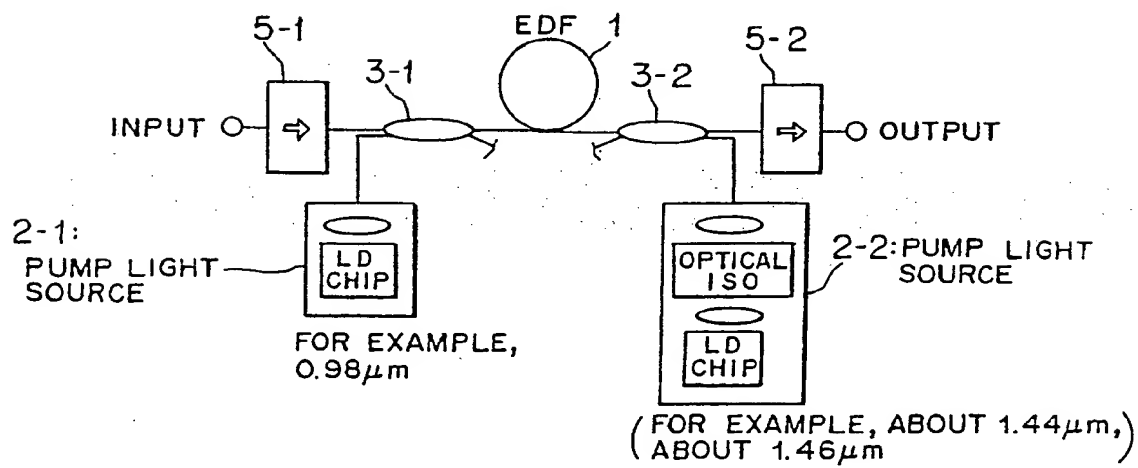 5-1
EDF
1
5-2
3-1
3-2
INPUT
OUTPUT
2-1:
PUMP LIGHT
SOURCE
LD
CHIP
FOR EXAMPLE,
0.98μm
OPTICAL
ISO
LD
CHIP
2-2: PUMP LIGHT
SOURCE
(FOR EXAMPLE, ABOUT 1.44μm,
ABOUT 1.46μm)